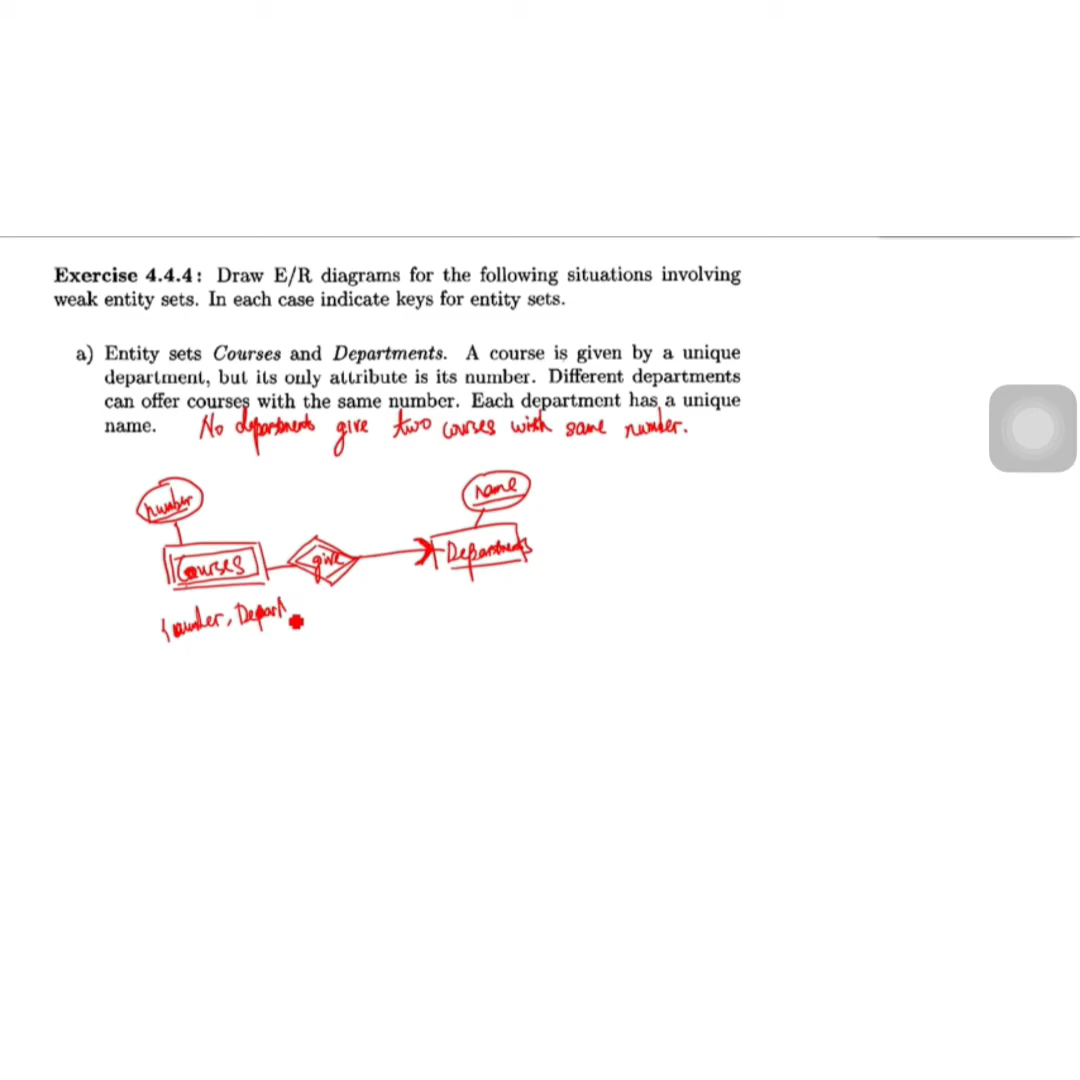 Exercise 4.4.4: Draw E/R diagrams for the following situations involving
weak entity sets. In each case indicate keys for entity sets.
a) Entity sets Courses and Departments. A course is given by a unique
department, but its only attribute is its number. Different departments
can offer courses with the same number. Each department has a unique
name. No departments give two courses with same number.
number
name
Courses
give
Departments
{number, Depart